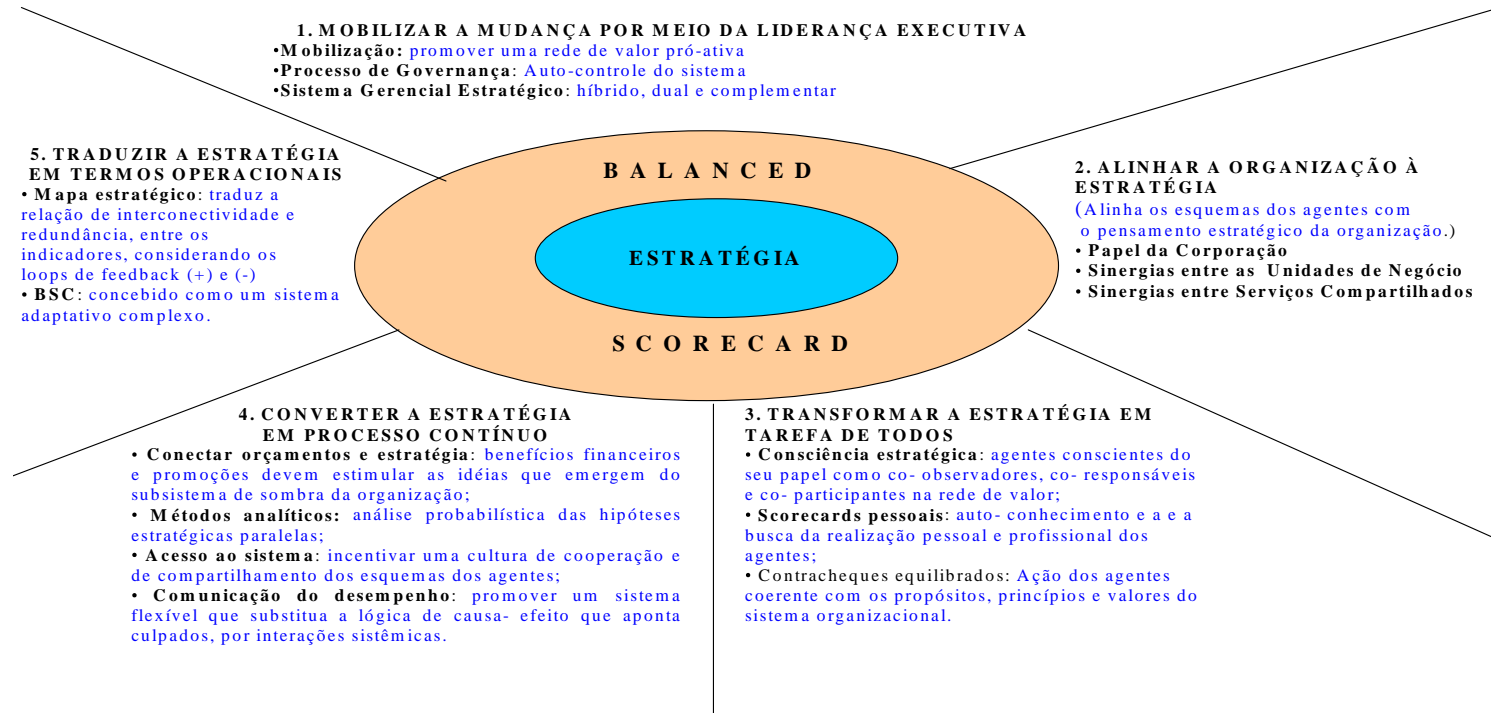 1. MOBILIZAR A MUDANÇA POR MEIO DA LIDERANÇA EXECUTIVA
•Mobilização: promover uma rede de valor pró-ativa
•Processo de Governança: Auto-controle do sistema
•Sistema Gerencial Estratégico: híbrido, dual e complementar
BALANCED
ESTRATÉGIA
SCORECARD
2. ALINHAR A ORGANIZAÇÃO À
ESTRATÉGIA
(Alinha os esquemas dos agentes com
o pensamento estratégico da organização.)
• Papel da Corporação
• Sinergias entre as Unidades de Negócio
• Sinergias entre Serviços Compartilhados
3. TRANSFORMAR A ESTRATÉGIA EM
TAREFA DE TODOS
• Consciência estratégica: agentes conscientes do
seu papel como co- observadores, co- responsáveis
e co- participantes na rede de valor;
• Scorecards pessoais: auto- conhecimento e a e a
busca da realização pessoal e profissional dos
agentes;
• Contracheques equilibrados: Ação dos agentes
coerente com os propósitos, princípios e valores do
sistema organizacional.
4. CONVERTER A ESTRATÉGIA
EM PROCESSO CONTÍNUO
• Conectar orçamentos e estratégia: benefícios financeiros
e promoções devem estimular as idéias que emergem do
subsistema de sombra da organização;
• Métodos analíticos: análise probabilística das hipóteses
estratégicas paralelas;
• Acesso ao sistema: incentivar uma cultura de cooperação e
de compartilhamento dos esquemas dos agentes;
• Comunicação do desempenho: promover um sistema
flexível que substitua a lógica de causa- efeito que aponta
culpados, por interações sistêmicas.
5. TRADUZIR A ESTRATÉGIA
EM TERMOS OPERACIONAIS
• Mapa estratégico: traduz a
relação de interconectividade e
redundância, entre os
indicadores, considerando os
loops de feedback (+) e (-)
• BSC: concebido como um sistema
adaptativo complexo.